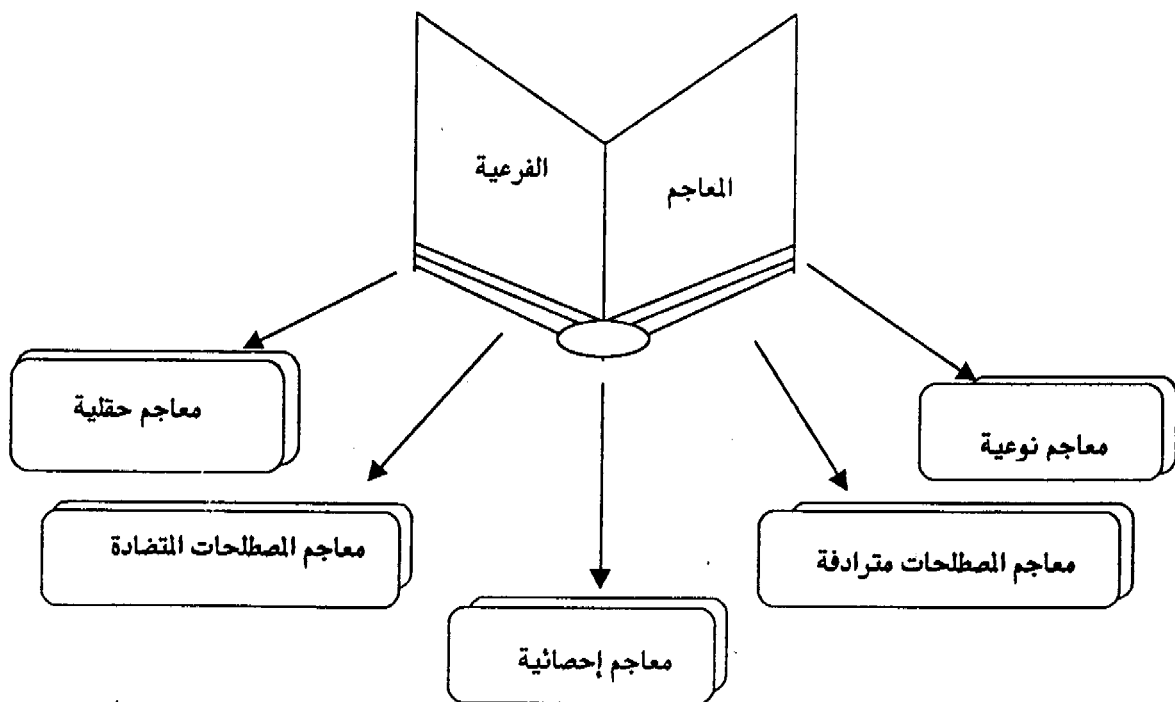 المعاجم
الفرعية
معاجم نوعية
معاجم المصطلحات مترادفة
معاجم إحصائية
معاجم المصطلحات المتضادة
معاجم حقلية